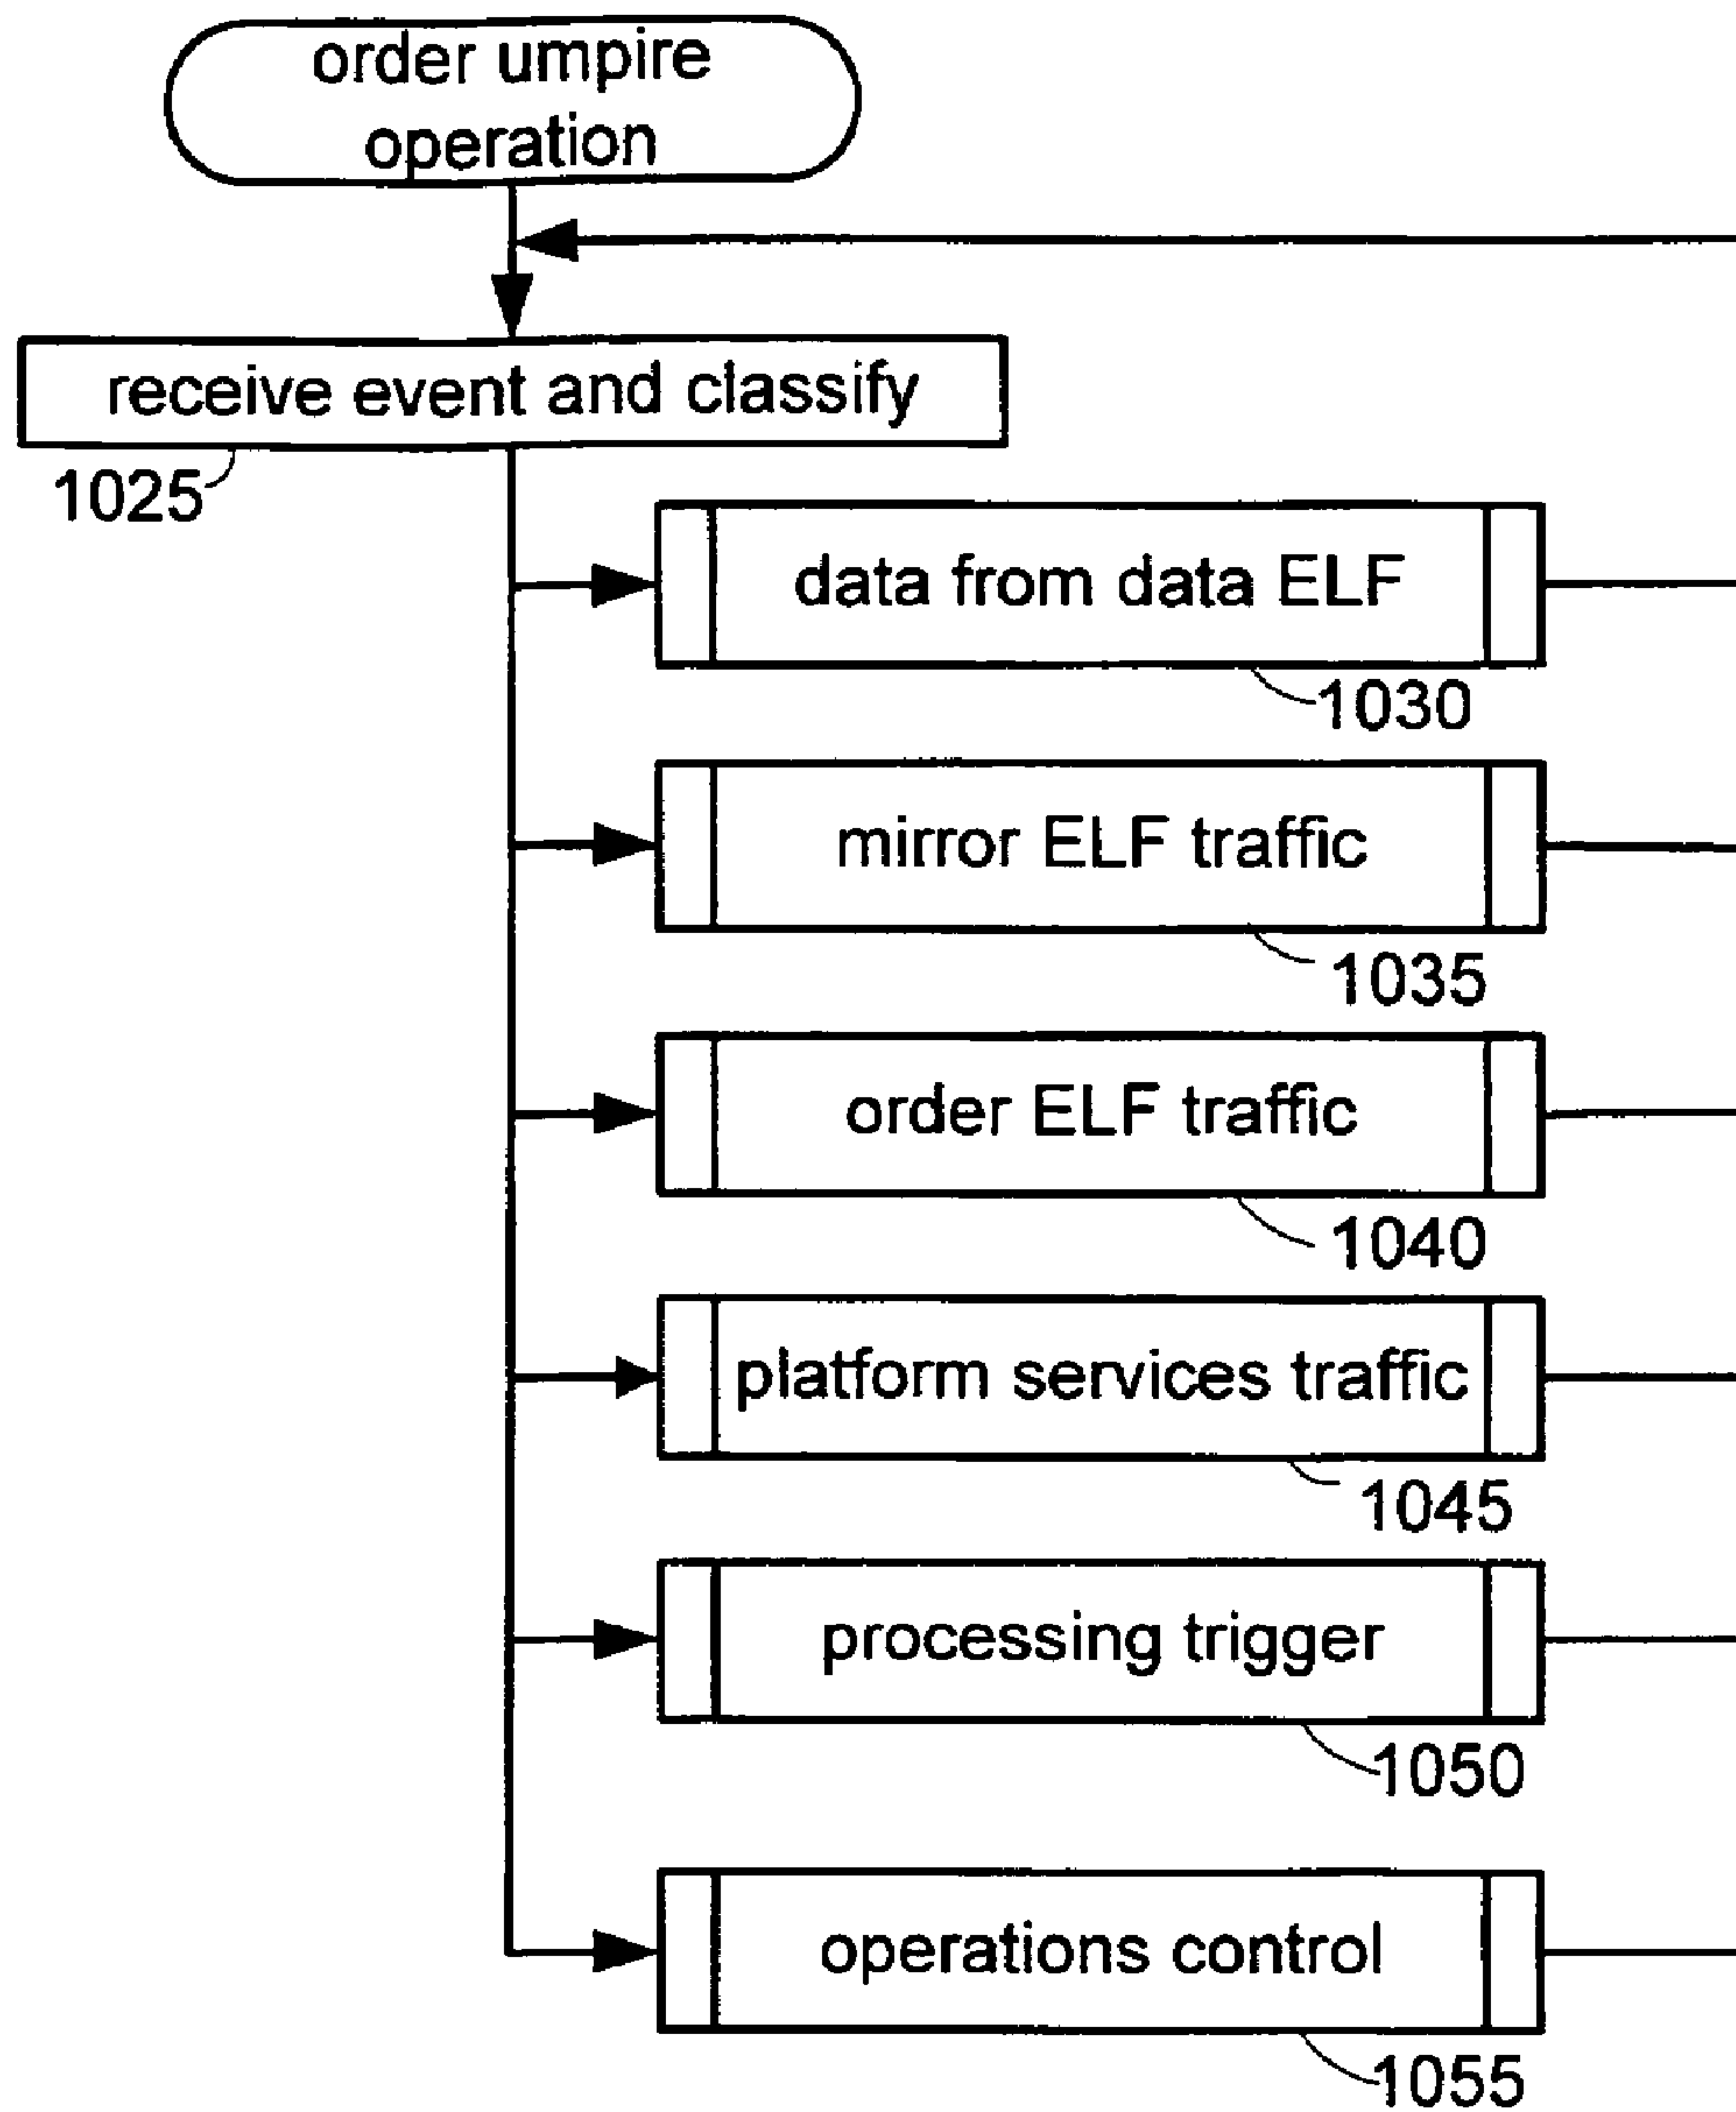 order umpire
operation
receive event and classify
1025
data from data ELF
1030
mirror ELF traffic
1035
order ELF traffic
1040
platform services traffic
1045
processing trigger
1050
operations control
1055